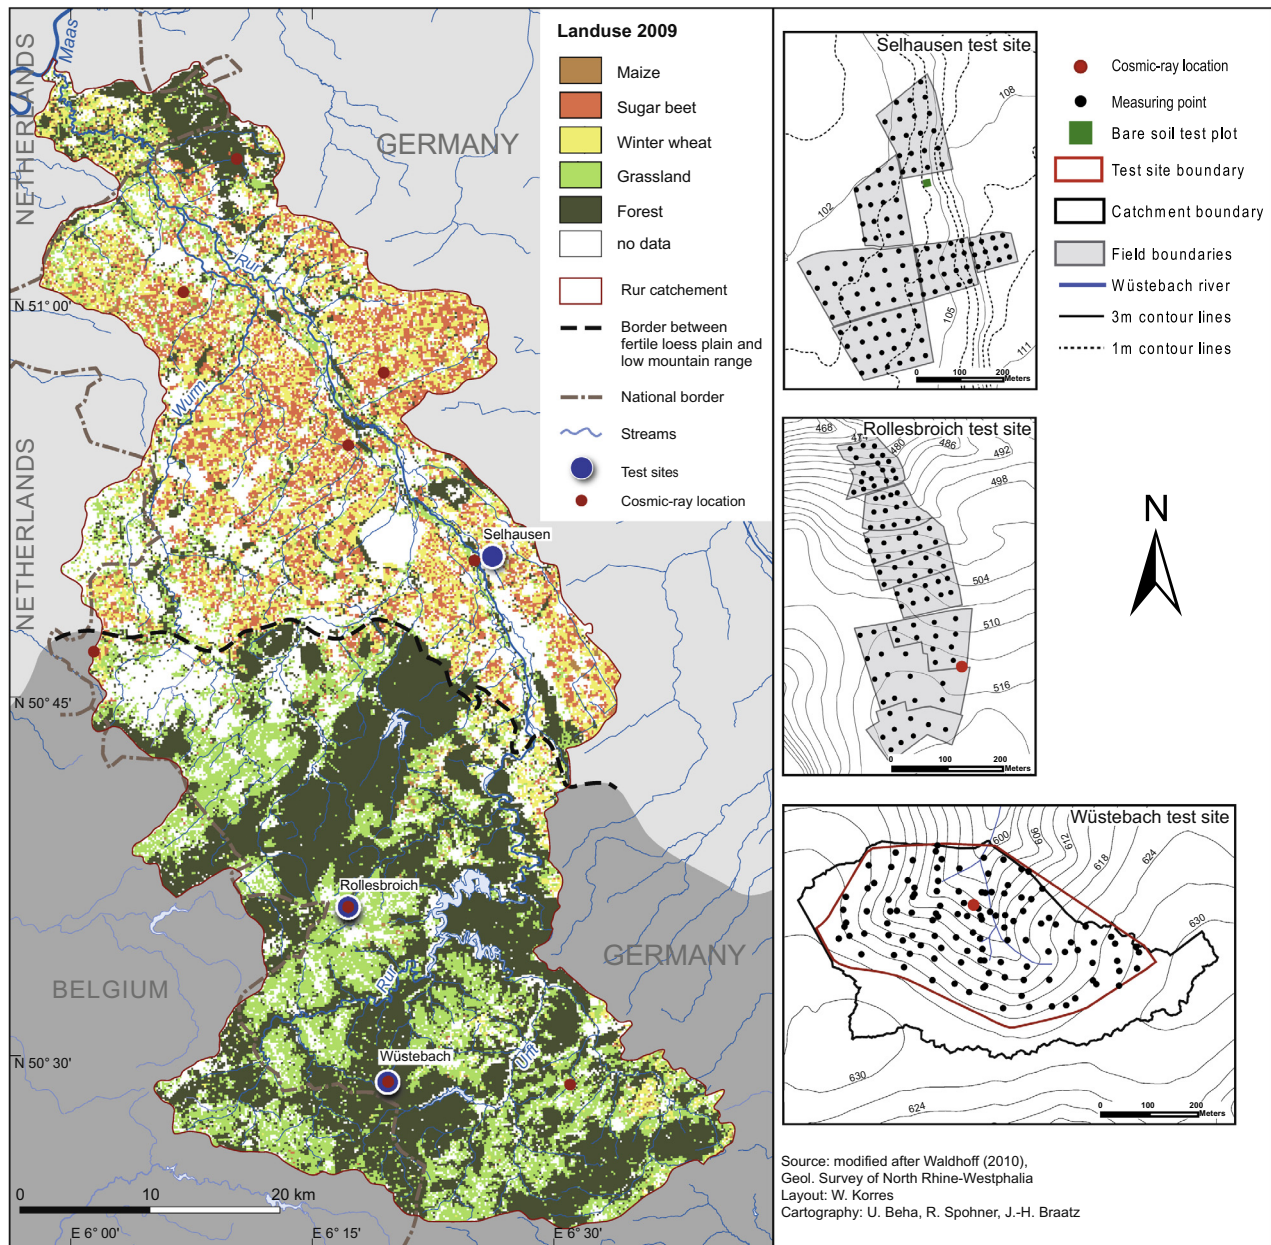 Maas
NETHERLANDS
GERMANY
Rur
N 51° 00'
Wurm
NETHERLANDS
Selhausen
N 50° 45'
Rollesbroich
GERMANY
BELGIUM
Rur
Urft
Wüstebach
N 50° 30'
0 10 20 km
E 6° 00' E 6° 15' E 6° 30'
Landuse 2009
Maize
Sugar beet
Winter wheat
Grassland
Forest
no data
Rur catchement
Border between
fertile loess plain and
low mountain range
National border
Streams
Test sites
Cosmic-ray location
Selhausen test site
108
102
105
111
0 100 200
Meters
Rollesbroich test site
468
474
480
486
492
498
504
510
516
0 100 200
Meters
Wüstebach test site
600
606
612
618
624
630
630
624
0 100 200
Meters
Cosmic-ray location
Measuring point
Bare soil test plot
Test site boundary
Catchment boundary
Field boundaries
Wüstebach river
3m contour lines
1m contour lines
N
Source: modified after Waldhoff (2010),
Geol. Survey of North Rhine-Westphalia
Layout: W. Korres
Cartography: U. Beha, R. Spohner, J.-H. Braatz